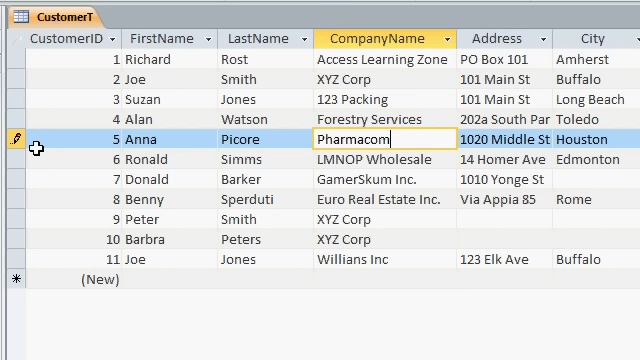 CustomerT
CustomerID FirstName LastName CompanyName Address City
1 Richard Rost Access Learning Zone PO Box 101 Amherst
2 Joe Smith XYZ Corp 101 Main St Buffalo
3 Suzan Jones 123 Packing 101 Main St Long Beach
4 Alan Watson Forestry Services 202a South Par Toledo
5 Anna Picore Pharmacom 1020 Middle St Houston
6 Ronald Simms LMNOP Wholesale 14 Homer Ave Edmonton
7 Donald Barker GamerSkum Inc. 1010 Yonge St
8 Benny Sperduti Euro Real Estate Inc. Via Appia 85 Rome
9 Peter Smith XYZ Corp
10 Barbra Peters XYZ Corp
11 Joe Jones Willians Inc 123 Elk Ave Buffalo
(New)